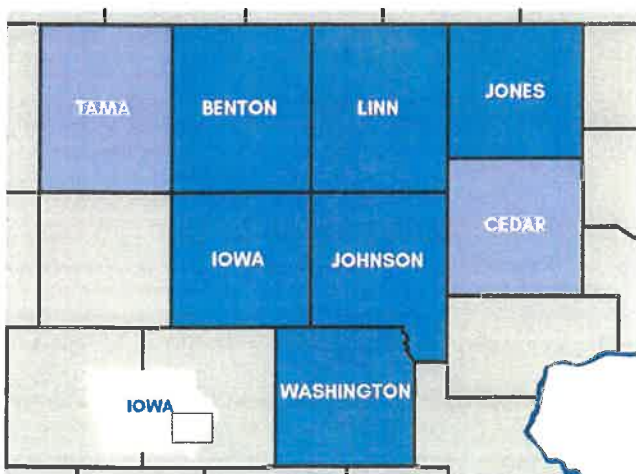 JONES
TAMA
BENTON
LINN
CEDAR
IOWA
JOHNSON
WASHINGTON
IOWA